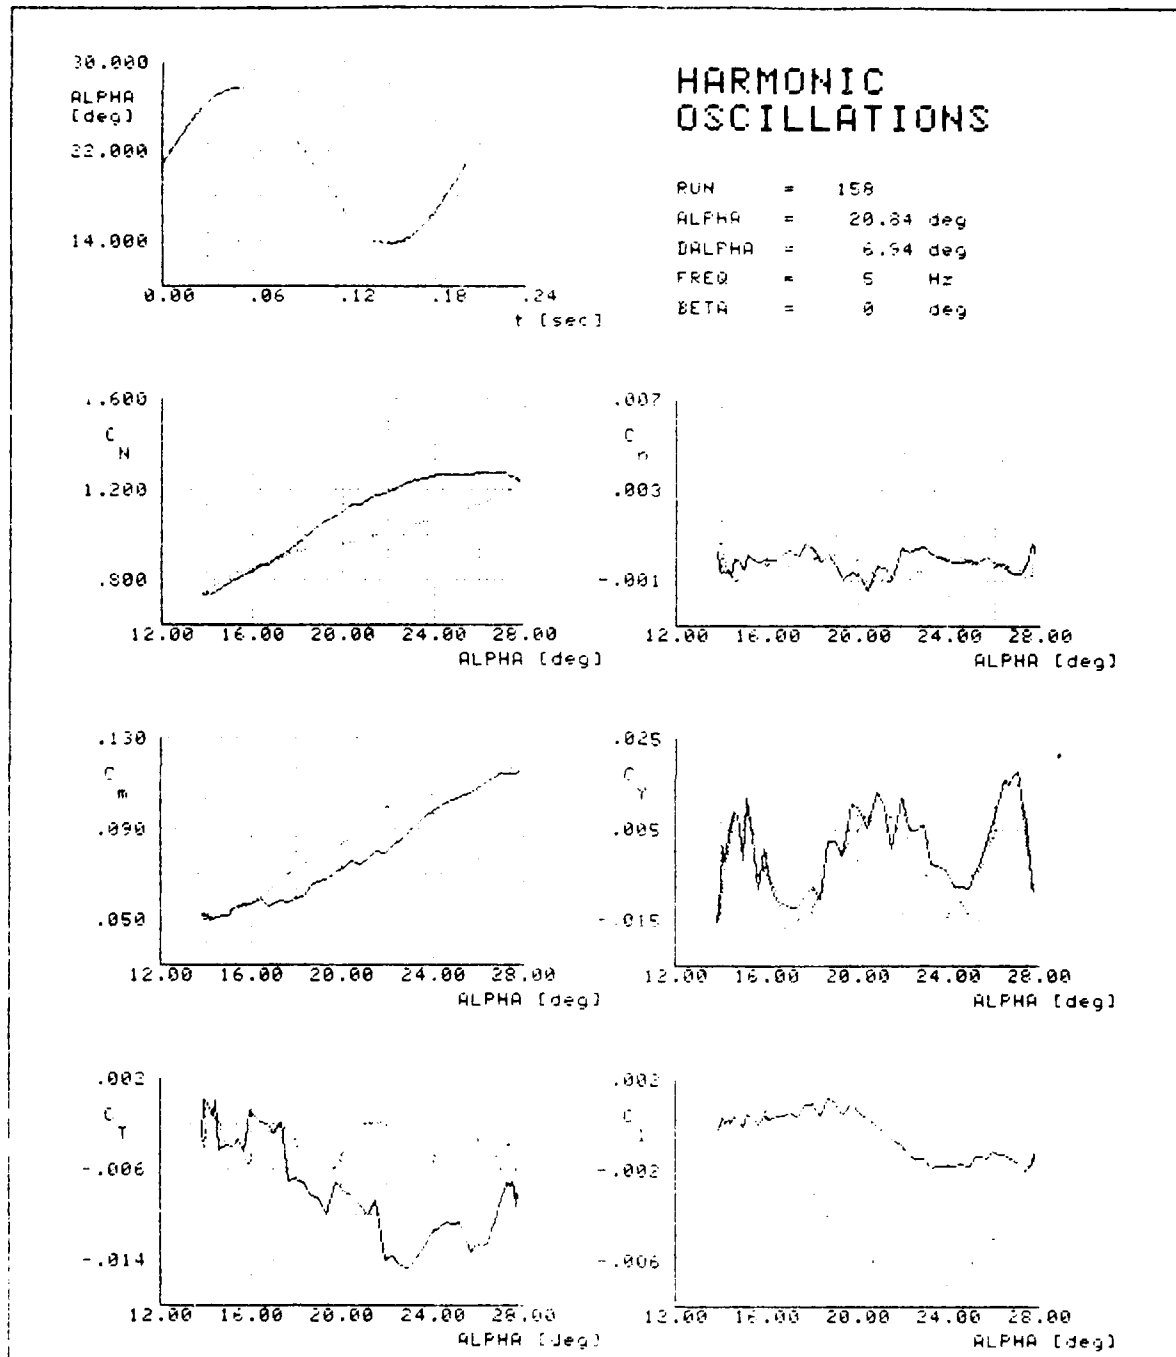 HARMONIC
OSCILLATIONS
RUN = 158
ALPHA = 20.84 deg
DALPHA = 6.94 deg
FREQ = 5 Hz
BETA = 0 deg
30.000
ALPHA
[deg]
22.000
14.000
0.00 .06 .12 .18 .24
t [sec]
1.600
C
N
1.200
.800
12.00 16.00 20.00 24.00 28.00
ALPHA [deg]
.007
C
n
.003
-.001
12.00 16.00 20.00 24.00 28.00
ALPHA [deg]
.130
C
m
.090
.050
12.00 16.00 20.00 24.00 28.00
ALPHA [deg]
.025
C
Y
.005
-.015
12.00 16.00 20.00 24.00 28.00
ALPHA [deg]
.002
C
T
-.006
-.014
12.00 16.00 20.00 24.00 28.00
ALPHA [deg]
.002
C
l
-.002
-.006
12.00 16.00 20.00 24.00 28.00
ALPHA [deg]